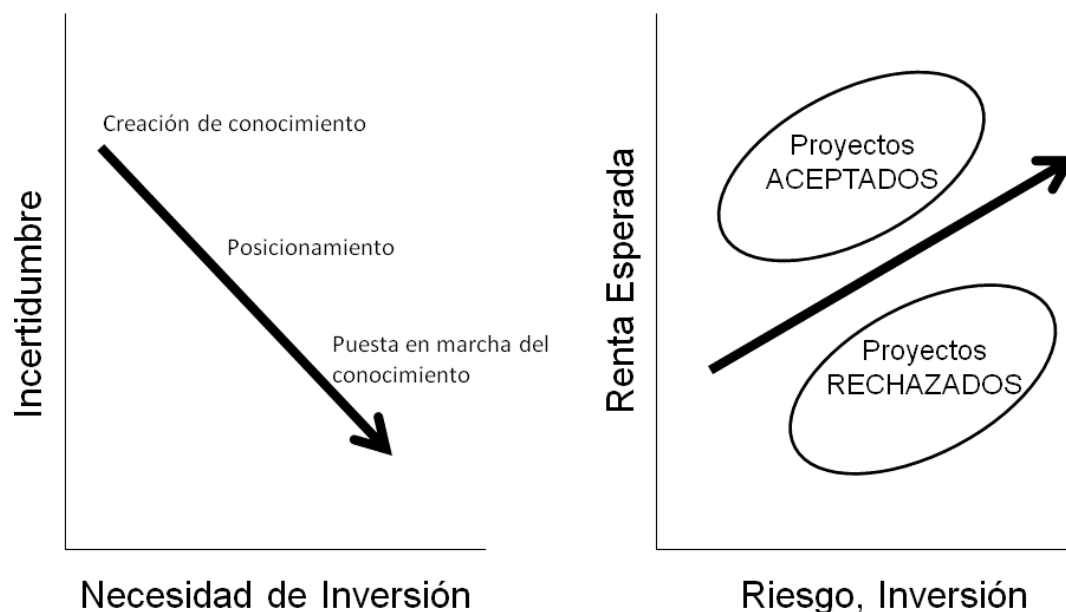 Incertidumbre
Creación de conocimiento
Posicionamiento
Puesta en marcha del
conocimiento
Necesidad de Inversión
Renta Esperada
Proyectos
ACEPTADOS
Proyectos
RECHAZADOS
Riesgo, Inversión